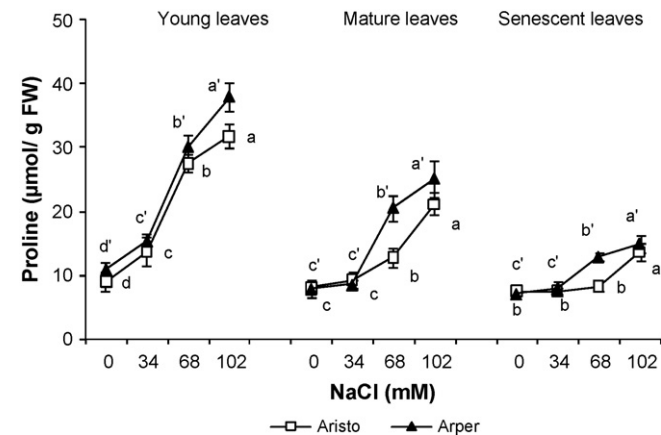 Young leaves Mature leaves Senescent leaves
50
40
30
20
10
0
Proline (µmol/ g FW)
d' c' b' a'
d c b a
c' c' b' a'
c c b a
c' c' b' a'
b b b a
0 34 68 102 0 34 68 102 0 34 68 102
NaCl (mM)
Aristo Arper